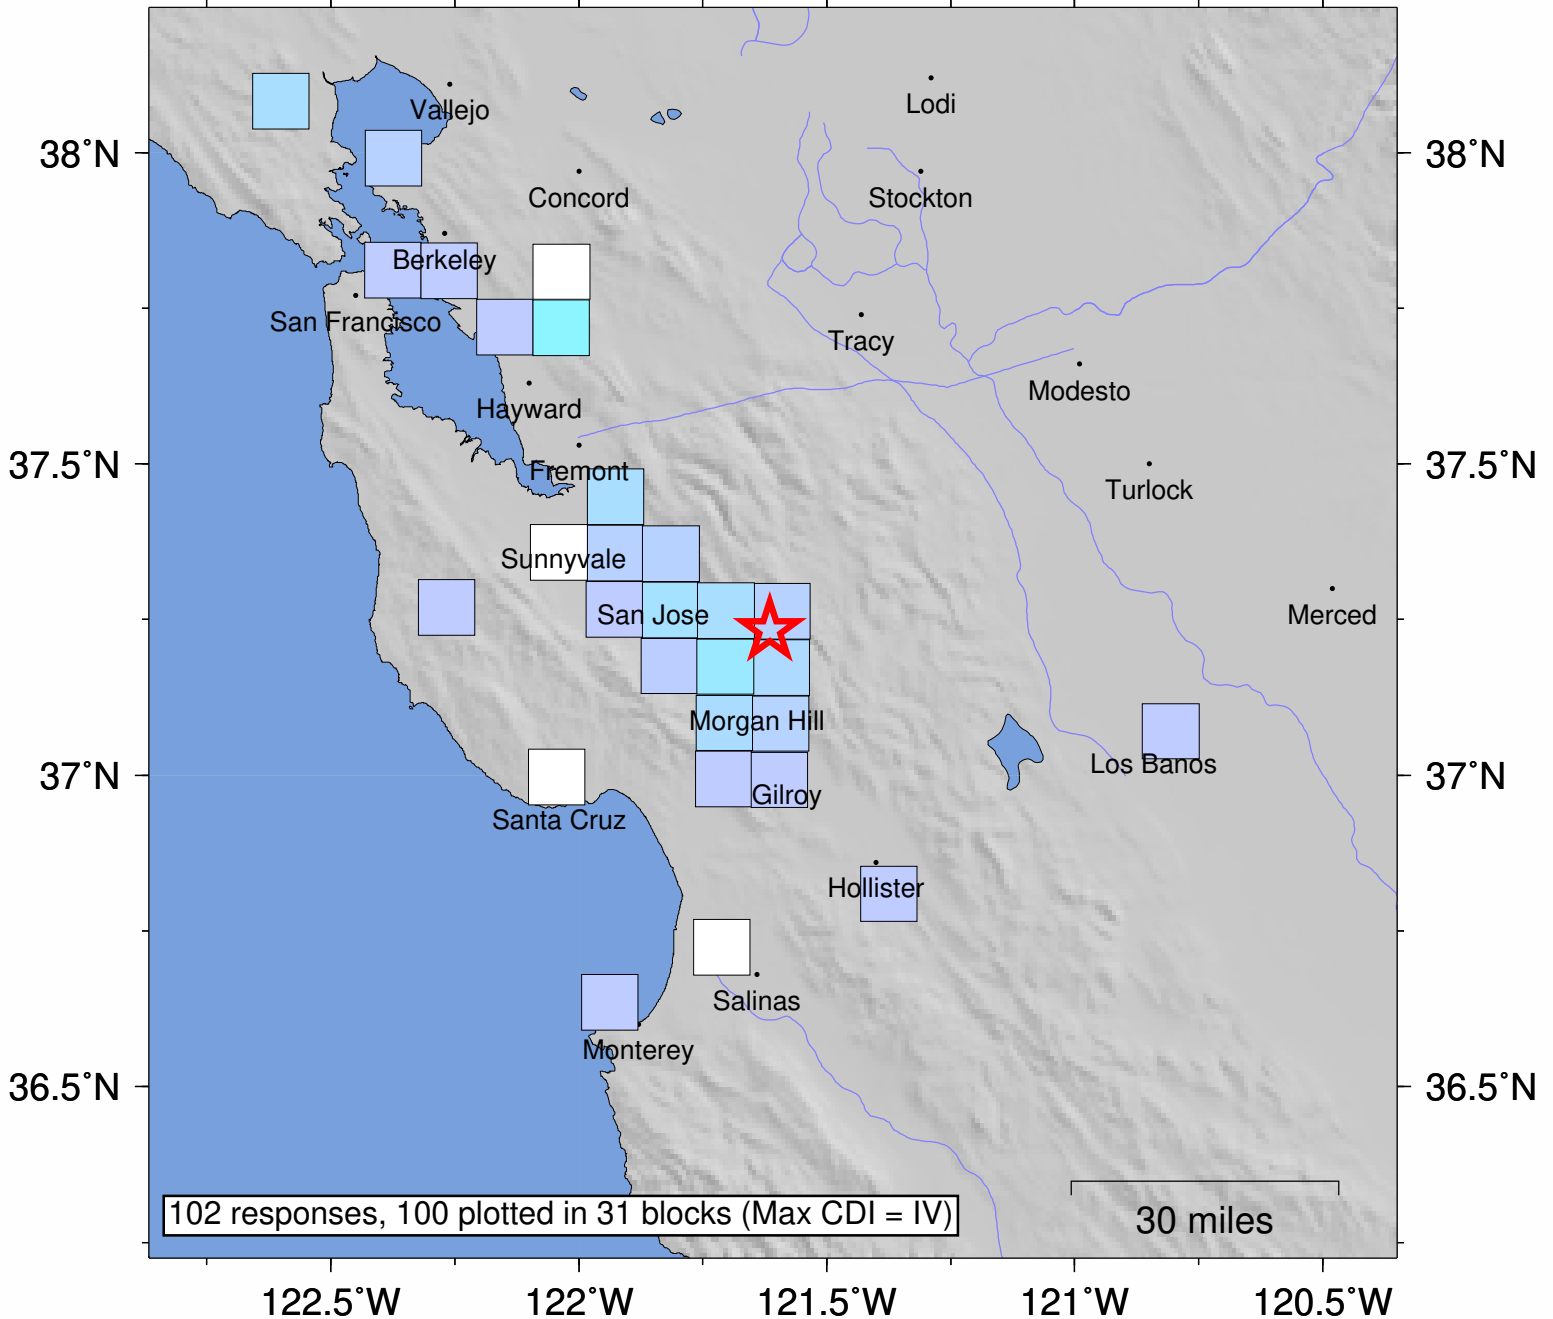 Vallejo
Lodi
38˚N
38˚N
Concord
Stockton
Berkeley
San Francisco
Tracy
Hayward
Modesto
37.5˚N
Fremont
37.5˚N
Turlock
Sunnyvale
San Jose
Merced
Morgan Hill
37˚N
Los Banos
37˚N
Gilroy
Santa Cruz
Hollister
Salinas
Monterey
36.5˚N
36.5˚N
102 responses, 100 plotted in 31 blocks (Max CDI = IV)
30 miles
122.5˚W 122˚W 121.5˚W 121˚W 120.5˚W